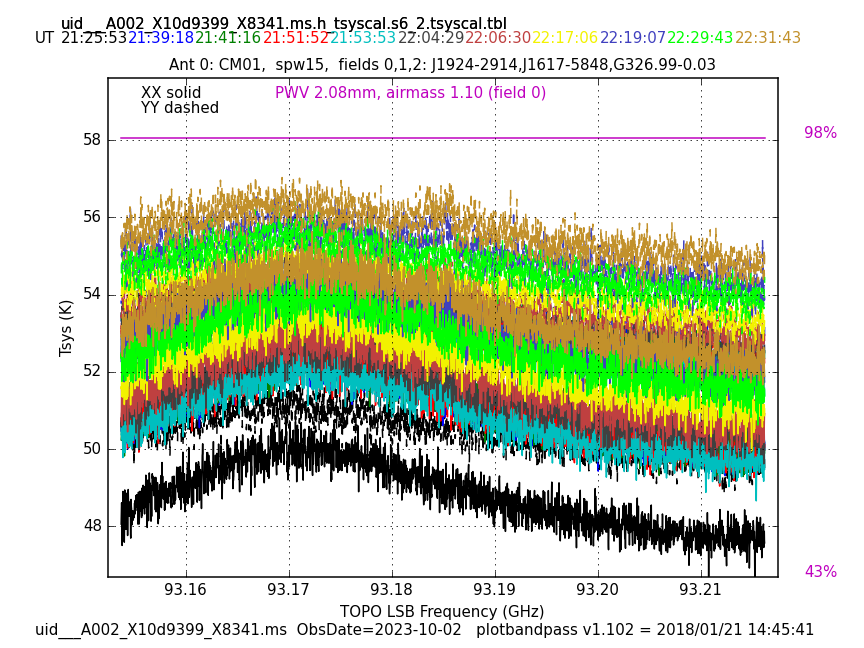 uid___A002_X10d9399_X8341.ms.h_tsyscal.s6_2.tsyscal.tbl
UT 21:25:53 21:39:18 21:41:16 21:51:52 21:53:53 22:04:29 22:06:30 22:17:06 22:19:07 22:29:43 22:31:43
Ant 0: CM01,  spw15,  fields 0,1,2: J1924-2914,J1617-5848,G326.99-0.03
XX solid
PWV 2.08mm, airmass 1.10 (field 0)
YY dashed
98%
58
56
54
52
50
48
Tsys (K)
43%
93.16 93.17 93.18 93.19 93.20 93.21
TOPO LSB Frequency (GHz)
uid___A002_X10d9399_X8341.ms  ObsDate=2023-10-02   plotbandpass v1.102 = 2018/01/21 14:45:41